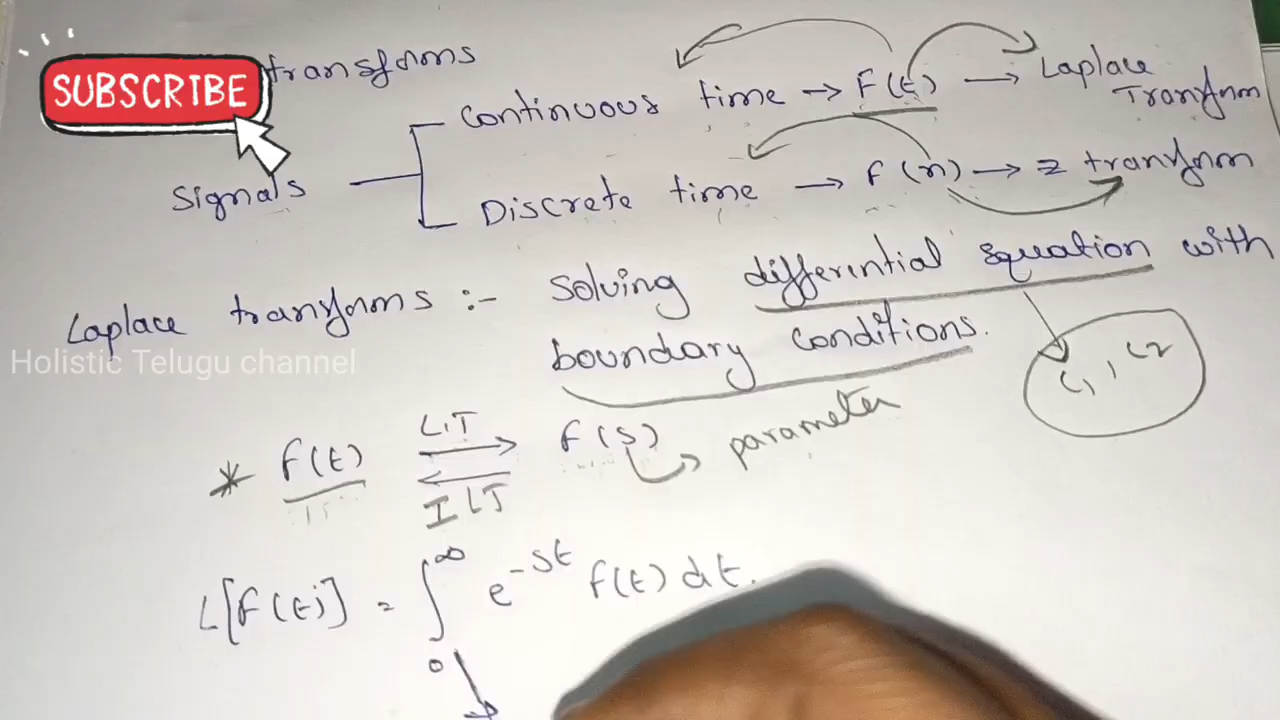 transforms
SUBSCRIBE
Continuous time → F(t) → Laplace Transform
Signals
Discrete time → F(n) → Z transform
Laplace transforms :- Solving differential equation with
boundary conditions.
C1, C2
Holistic Telugu channel
* F(t) L.T F(s) parameter
ILT
L[F(t)] = ∫₀^∞ e^-st f(t) dt.